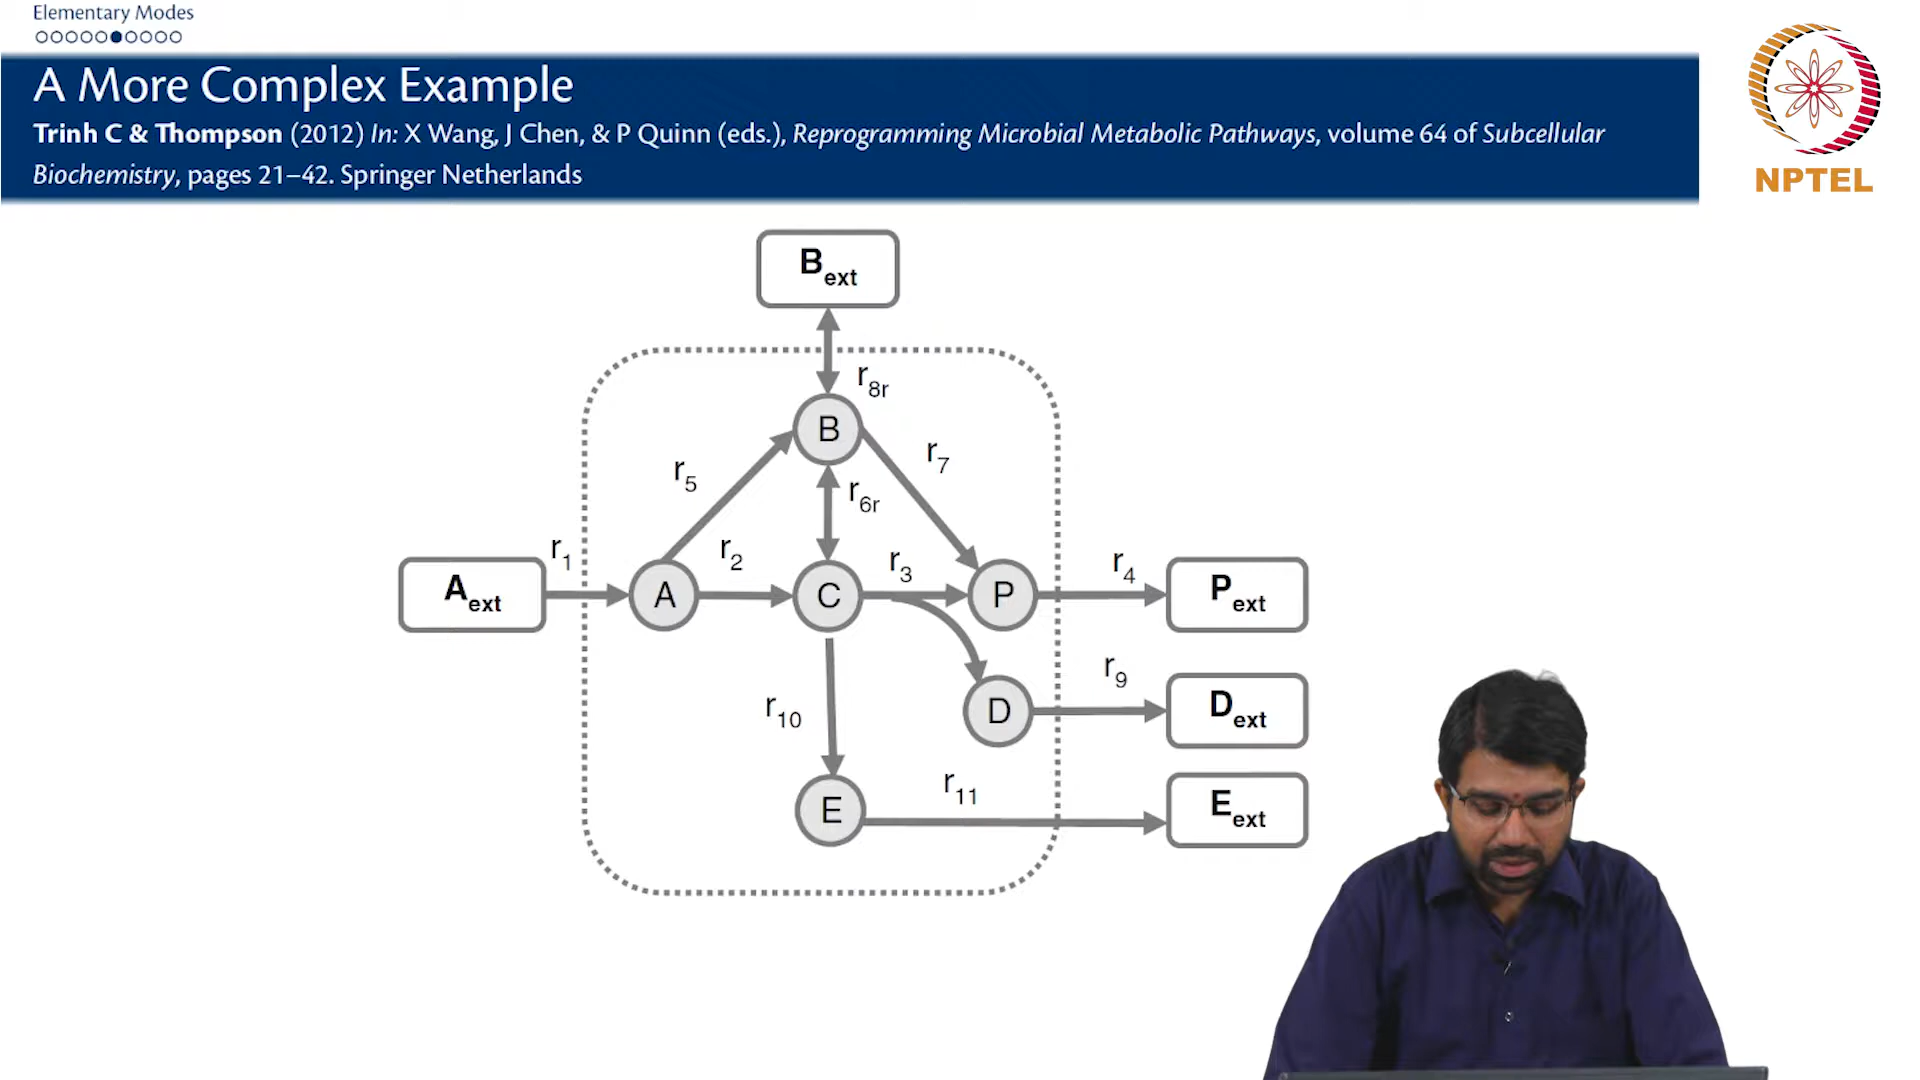 Elementary Modes
A More Complex Example
Trinh C & Thompson (2012) In: X Wang, J Chen, & P Quinn (eds.), Reprogramming Microbial Metabolic Pathways, volume 64 of Subcellular
Biochemistry, pages 21–42. Springer Netherlands
NPTEL
Bext
r8r
B
r5
r7
r6r
r1
r2
r3
r4
Aext
A
C
P
Pext
r9
r10
D
Dext
r11
E
Eext